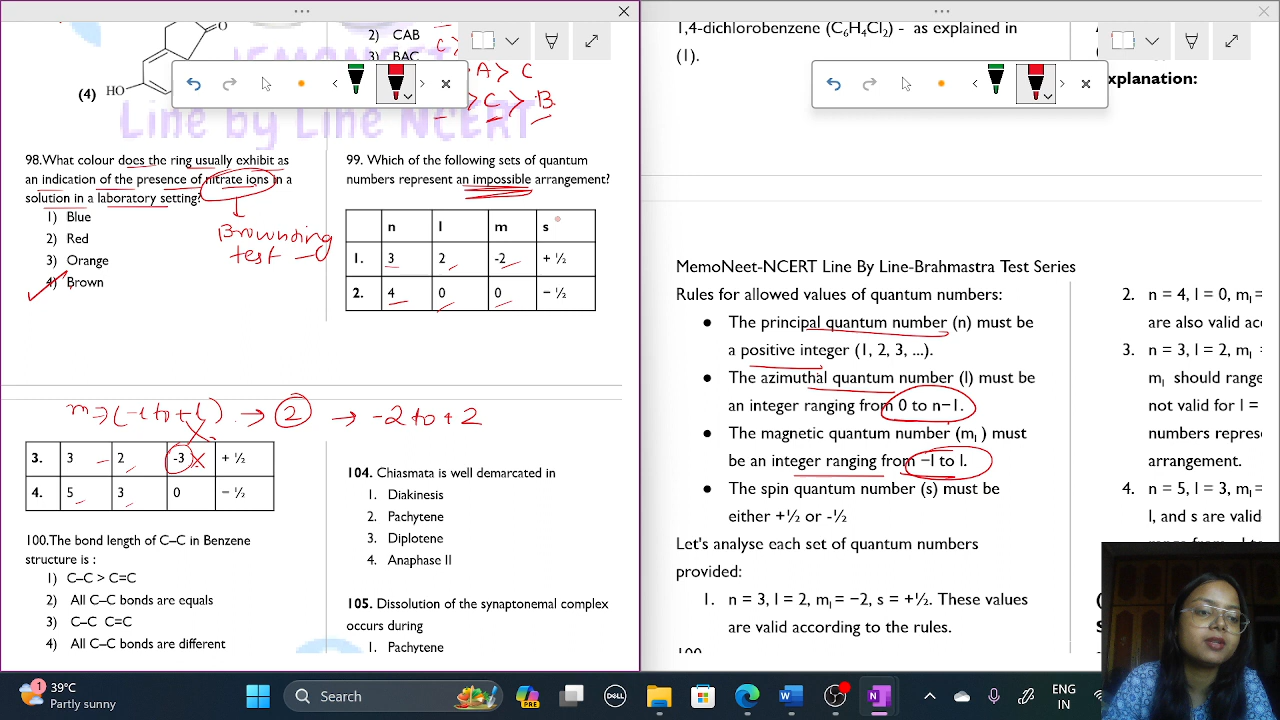 O
HO
(4)
2) CAB
3) BAC
C >
A > C
> C > B
Line by Line NCERT
98.What colour does the ring usually exhibit as
an indication of the presence of nitrate ions in a
solution in a laboratory setting?
1) Blue
2) Red
3) Orange
4) Brown
Brownding
test
99. Which of the following sets of quantum
numbers represent an impossible arrangement?
n l m s
1. 3 2 -2 + ½
2. 4 0 0 − ½
m → (-l to + l) → 2 → -2 to + 2
3. 3 2 -3 + ½
4. 5 3 0 − ½
100.The bond length of C–C in Benzene
structure is :
1) C–C > C=C
2) All C–C bonds are equals
3) C–C C=C
4) All C–C bonds are different
104. Chiasmata is well demarcated in
1. Diakinesis
2. Pachytene
3. Diplotene
4. Anaphase II
105. Dissolution of the synaptonemal complex
occurs during
1. Pachytene
1,4-dichlorobenzene (C₆H₄Cl₂) - as explained in
(1).
xplanation:
MemoNeet-NCERT Line By Line-Brahmastra Test Series
Rules for allowed values of quantum numbers:
● The principal quantum number (n) must be
a positive integer (1, 2, 3, ...).
● The azimuthal quantum number (l) must be
an integer ranging from 0 to n−1.
● The magnetic quantum number (mₗ ) must
be an integer ranging from −l to l.
● The spin quantum number (s) must be
either +½ or -½
Let's analyse each set of quantum numbers
provided:
1. n = 3, l = 2, mₗ = −2, s = +½. These values
are valid according to the rules.
2. n = 4, l = 0, mₗ =
are also valid acc
3. n = 3, l = 2, mₗ =
mₗ should range
not valid for l =
numbers repres
arrangement.
4. n = 5, l = 3, mₗ =
l, and s are valid
1
39°C
Partly sunny
Search
PRE
DELL
ENG
IN